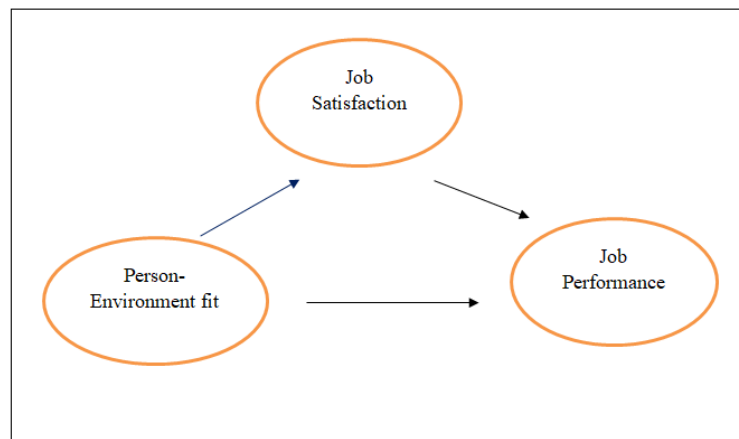 Job
Satisfaction
Person-
Environment fit
Job
Performance